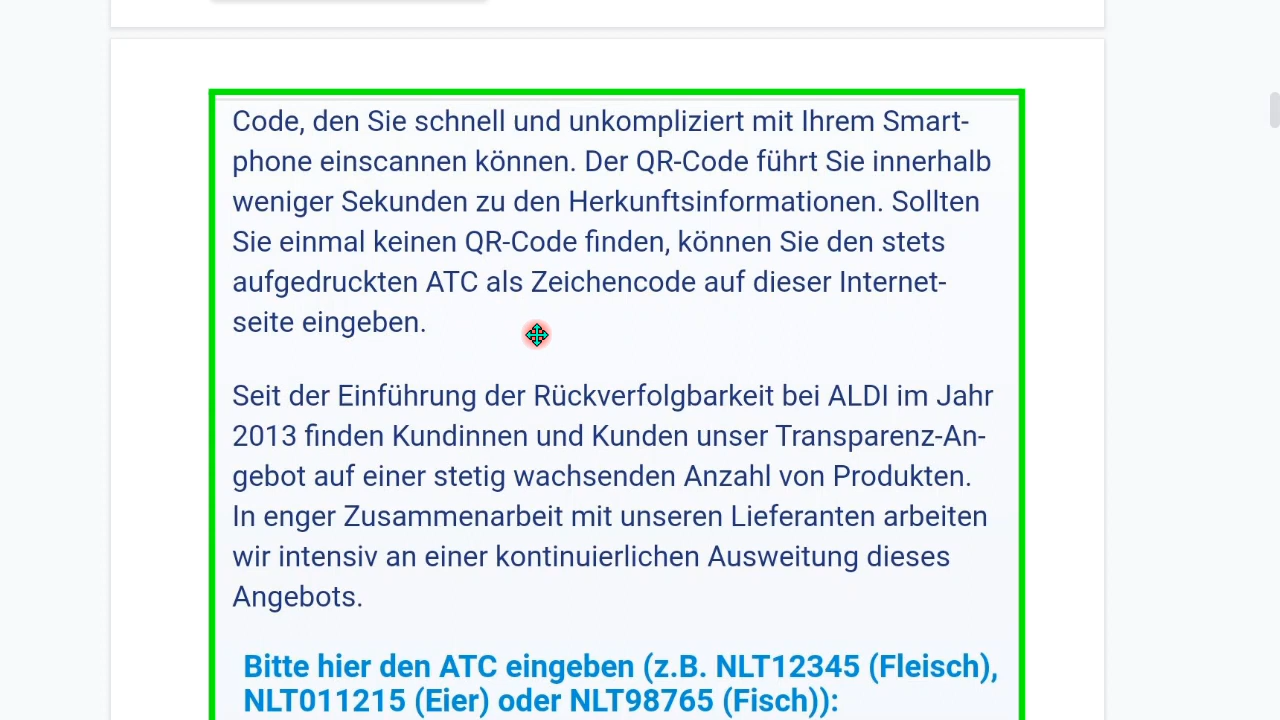 Code, den Sie schnell und unkompliziert mit Ihrem Smart-
phone einscannen können. Der QR-Code führt Sie innerhalb
weniger Sekunden zu den Herkunftsinformationen. Sollten
Sie einmal keinen QR-Code finden, können Sie den stets
aufgedruckten ATC als Zeichencode auf dieser Internet-
seite eingeben.
Seit der Einführung der Rückverfolgbarkeit bei ALDI im Jahr
2013 finden Kundinnen und Kunden unser Transparenz-An-
gebot auf einer stetig wachsenden Anzahl von Produkten.
In enger Zusammenarbeit mit unseren Lieferanten arbeiten
wir intensiv an einer kontinuierlichen Ausweitung dieses
Angebots.
Bitte hier den ATC eingeben (z.B. NLT12345 (Fleisch),
NLT011215 (Eier) oder NLT98765 (Fisch)):